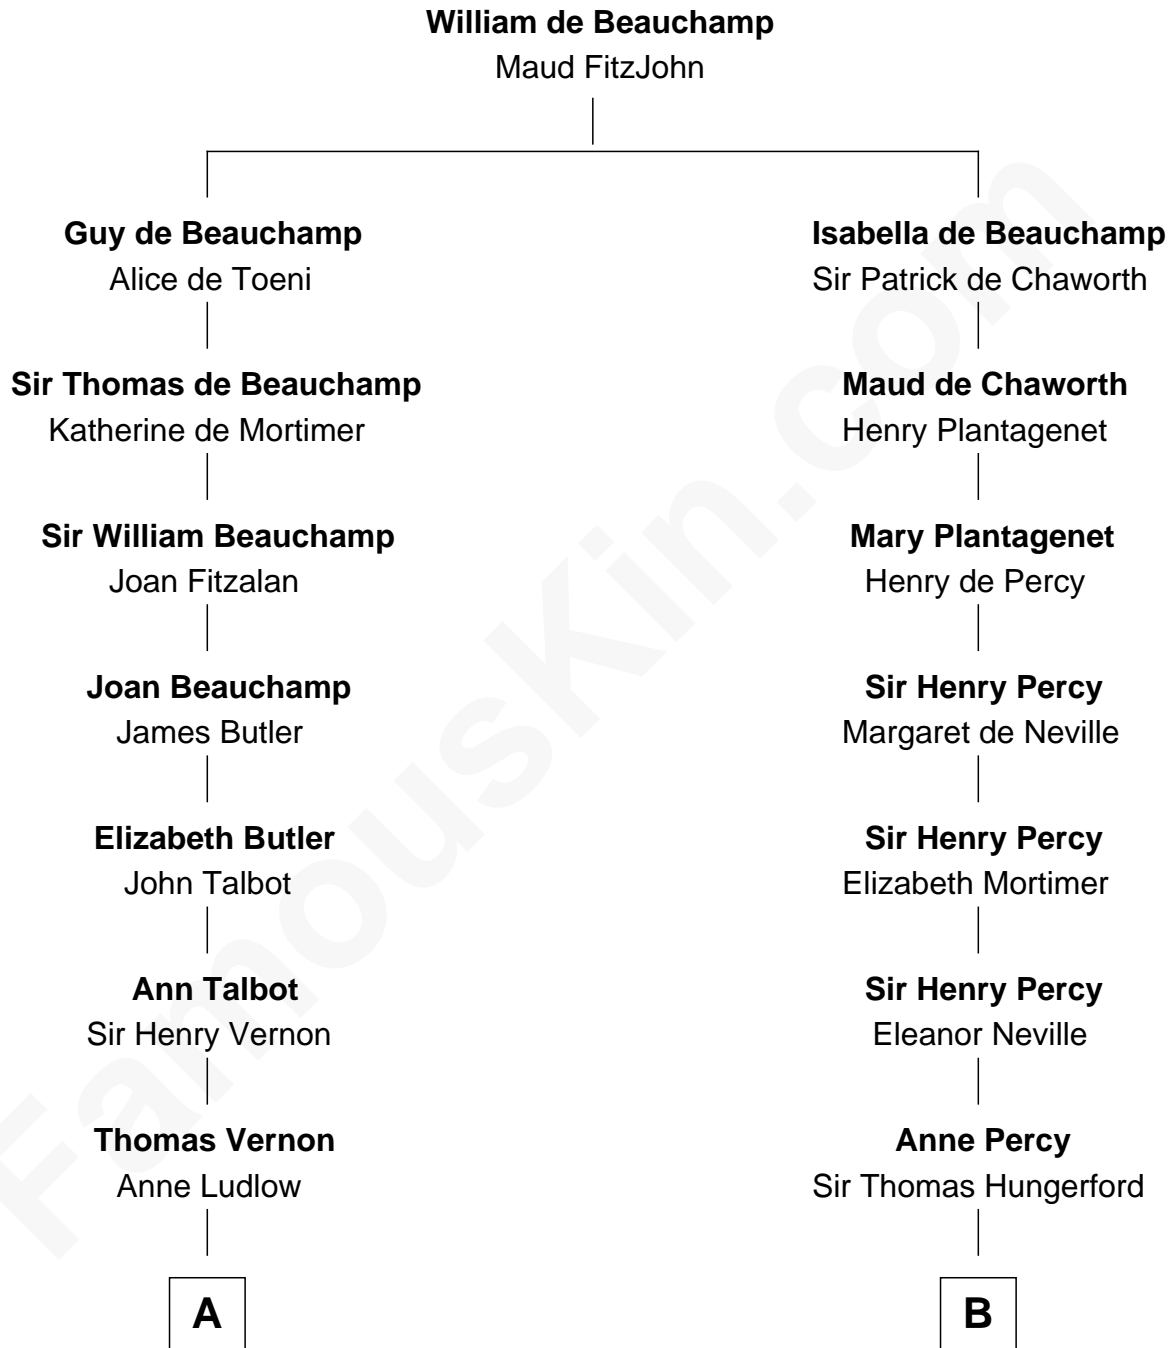 William de Beauchamp
Maud FitzJohn
Guy de Beauchamp
Alice de Toeni
Isabella de Beauchamp
Sir Patrick de Chaworth
Sir Thomas de Beauchamp
Katherine de Mortimer
Maud de Chaworth
Henry Plantagenet
Sir William Beauchamp
Joan Fitzalan
Mary Plantagenet
Henry de Percy
Joan Beauchamp
James Butler
Sir Henry Percy
Margaret de Neville
Elizabeth Butler
John Talbot
Sir Henry Percy
Elizabeth Mortimer
Ann Talbot
Sir Henry Vernon
Sir Henry Percy
Eleanor Neville
Thomas Vernon
Anne Ludlow
Anne Percy
Sir Thomas Hungerford
A
B
FamousKin.com